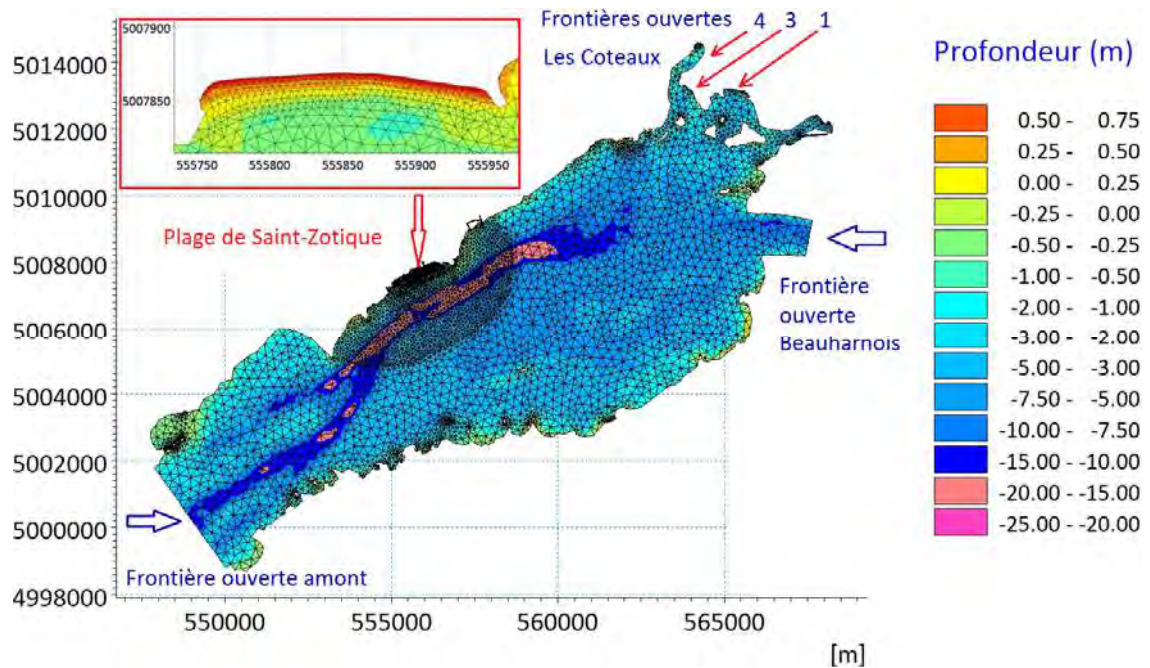 5007900
5007850
555750 555800 555850 555900 555950
Frontières ouvertes 4 3 1
Les Coteaux
Plage de Saint-Zotique
Frontière
ouverte
Beauharnois
Frontière ouverte amont
5014000
5012000
5010000
5008000
5006000
5004000
5002000
5000000
4998000
550000 555000 560000 565000
[m]
Profondeur (m)
0.50 - 0.75
0.25 - 0.50
0.00 - 0.25
-0.25 - 0.00
-0.50 - -0.25
-1.00 - -0.50
-2.00 - -1.00
-3.00 - -2.00
-5.00 - -3.00
-7.50 - -5.00
-10.00 - -7.50
-15.00 - -10.00
-20.00 - -15.00
-25.00 - -20.00